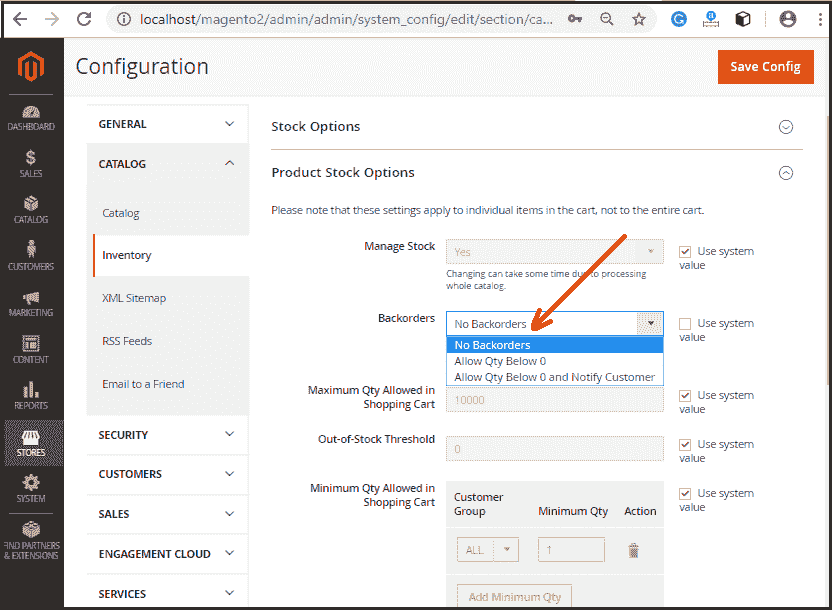 localhost/magento2/admin/admin/system_config/edit/section/ca...
Configuration
Save Config
DASHBOARD
SALES
CATALOG
CUSTOMERS
MARKETING
CONTENT
REPORTS
STORES
SYSTEM
FIND PARTNERS
& EXTENSIONS
GENERAL
CATALOG
Catalog
Inventory
XML Sitemap
RSS Feeds
Email to a Friend
SECURITY
CUSTOMERS
SALES
ENGAGEMENT CLOUD
SERVICES
Stock Options
Product Stock Options
Please note that these settings apply to individual items in the cart, not to the entire cart.
Manage Stock
Yes
Use system
value
Changing can take some time due to processing
whole catalog.
Backorders
No Backorders
Use system
value
No Backorders
Allow Qty Below 0
Allow Qty Below 0 and Notify Customer
Maximum Qty Allowed in
Shopping Cart
10000
Use system
value
Out-of-Stock Threshold
0
Use system
value
Minimum Qty Allowed in
Shopping Cart
Customer
Group
Minimum Qty
Action
Use system
value
ALL
1
Add Minimum Qty